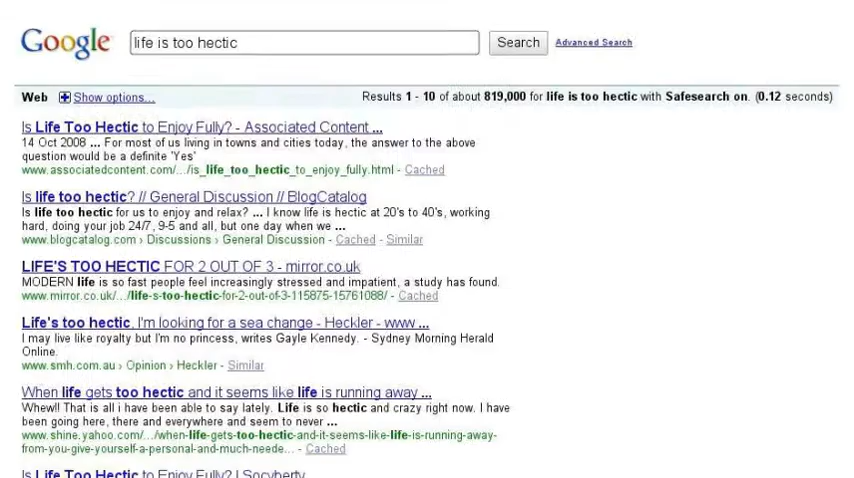 Google life is too hectic Search Advanced Search
Web Show options... Results 1 - 10 of about 819,000 for life is too hectic with Safesearch on. (0.12 seconds)
Is Life Too Hectic to Enjoy Fully? - Associated Content ...
14 Oct 2008 ... For most of us living in towns and cities today, the answer to the above
question would be a definite 'Yes'
www.associatedcontent.com/.../is_life_too_hectic_to_enjoy_fully.html - Cached
Is life too hectic? // General Discussion // BlogCatalog
Is life too hectic for us to enjoy and relax? ... I know life is hectic at 20's to 40's, working
hard, doing your job 24/7, 9-5 and all, but one day when we ...
www.blogcatalog.com › Discussions › General Discussion - Cached - Similar
LIFE'S TOO HECTIC FOR 2 OUT OF 3 - mirror.co.uk
MODERN life is so fast people feel increasingly stressed and impatient, a study has found.
www.mirror.co.uk/.../life-s-too-hectic-for-2-out-of-3-115875-15761088/ - Cached
Life's too hectic, I'm looking for a sea change - Heckler - www ...
I may live like royalty but I'm no princess, writes Gayle Kennedy. - Sydney Morning Herald
Online.
www.smh.com.au › Opinion › Heckler - Similar
When life gets too hectic and it seems like life is running away ...
Whew!! That is all i have been able to say lately. Life is so hectic and crazy right now. I have
been going here, there and everywhere and seem to never ...
www.shine.yahoo.com/.../when-life-gets-too-hectic-and-it-seems-like-life-is-running-away-
from-you-give-yourself-a-personal-and-much-neede... - Cached
Is Life Too Hectic to Enjoy Fully? | Socyberty